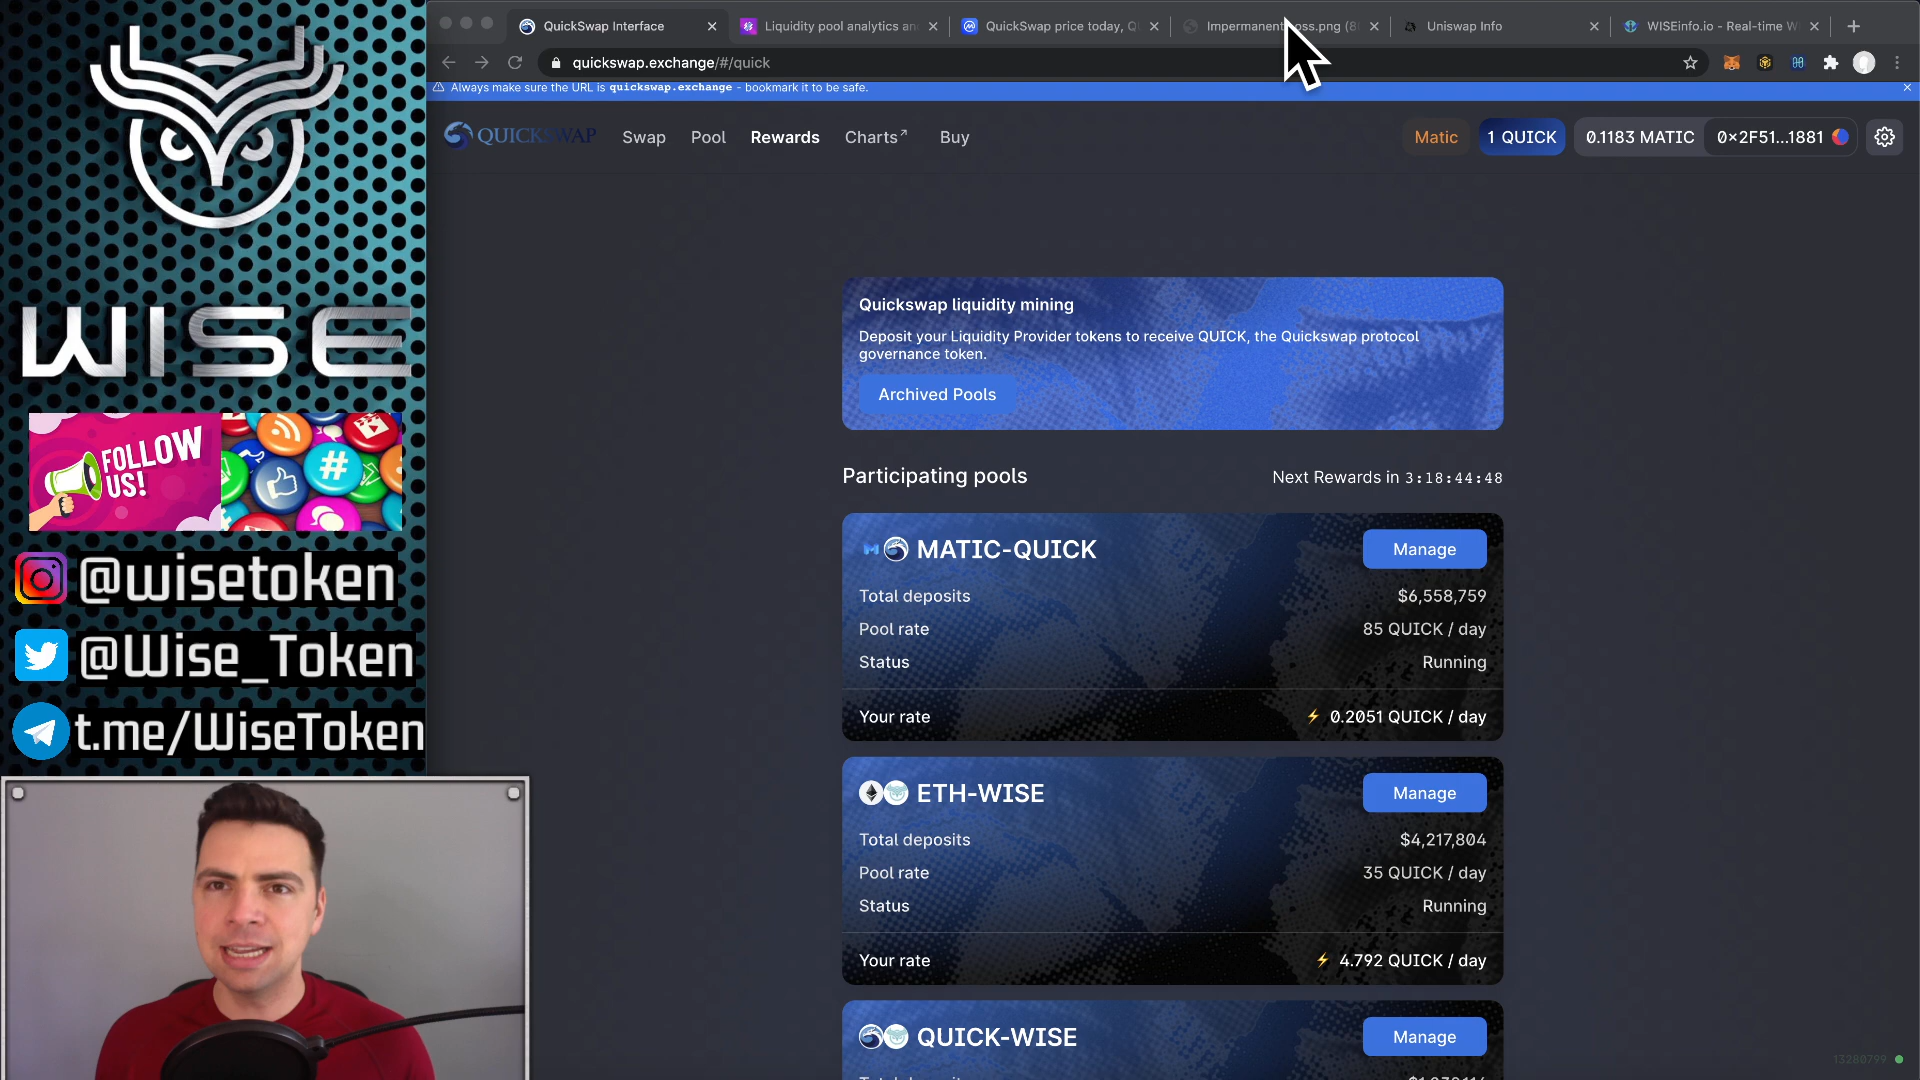 QuickSwap Interface
Liquidity pool analytics an
QuickSwap price today, Q
Uniswap Info
WISEinfo.io - Real-time W
quickswap.exchange/#/quick
Always make sure the URL is quickswap.exchange - bookmark it to be safe.
QUICKSWAP
Swap
Pool
Rewards
Charts↗
Buy
Matic
1 QUICK
0.1183 MATIC
0×2F51...1881
Quickswap liquidity mining
Deposit your Liquidity Provider tokens to receive QUICK, the Quickswap protocol
governance token.
Archived Pools
Participating pools
Next Rewards in 3:18:44:48
MATIC-QUICK
Manage
Total deposits
$6,558,759
Pool rate
85 QUICK / day
Status
Running
Your rate
⚡ 0.2051 QUICK / day
ETH-WISE
Manage
Total deposits
$4,217,804
Pool rate
35 QUICK / day
Status
Running
Your rate
⚡ 4.792 QUICK / day
QUICK-WISE
Manage
13280799
WISE
FOLLOW
US!
#
@wisetoken
@Wise_Token
t.me/WiseToken